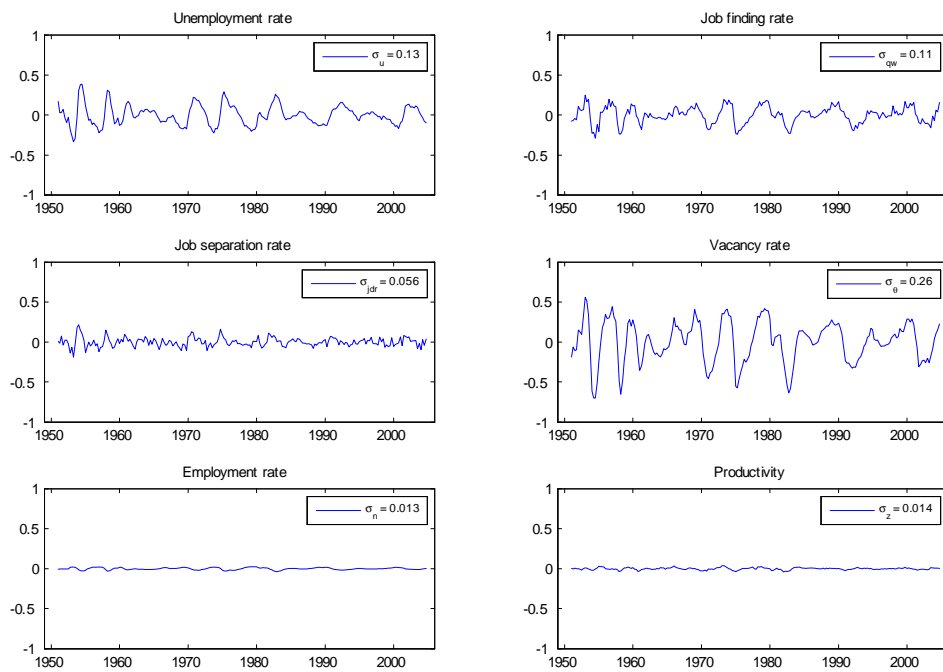 Unemployment rate
1
0.5
0
-0.5
-1
1950 1960 1970 1980 1990 2000
σu = 0.13
Job finding rate
1
0.5
0
-0.5
-1
1950 1960 1970 1980 1990 2000
σqw = 0.11
Job separation rate
1
0.5
0
-0.5
-1
1950 1960 1970 1980 1990 2000
σjdr = 0.056
Vacancy rate
1
0.5
0
-0.5
-1
1950 1960 1970 1980 1990 2000
σθ = 0.26
Employment rate
1
0.5
0
-0.5
-1
1950 1960 1970 1980 1990 2000
σn = 0.013
Productivity
1
0.5
0
-0.5
-1
1950 1960 1970 1980 1990 2000
σz = 0.014